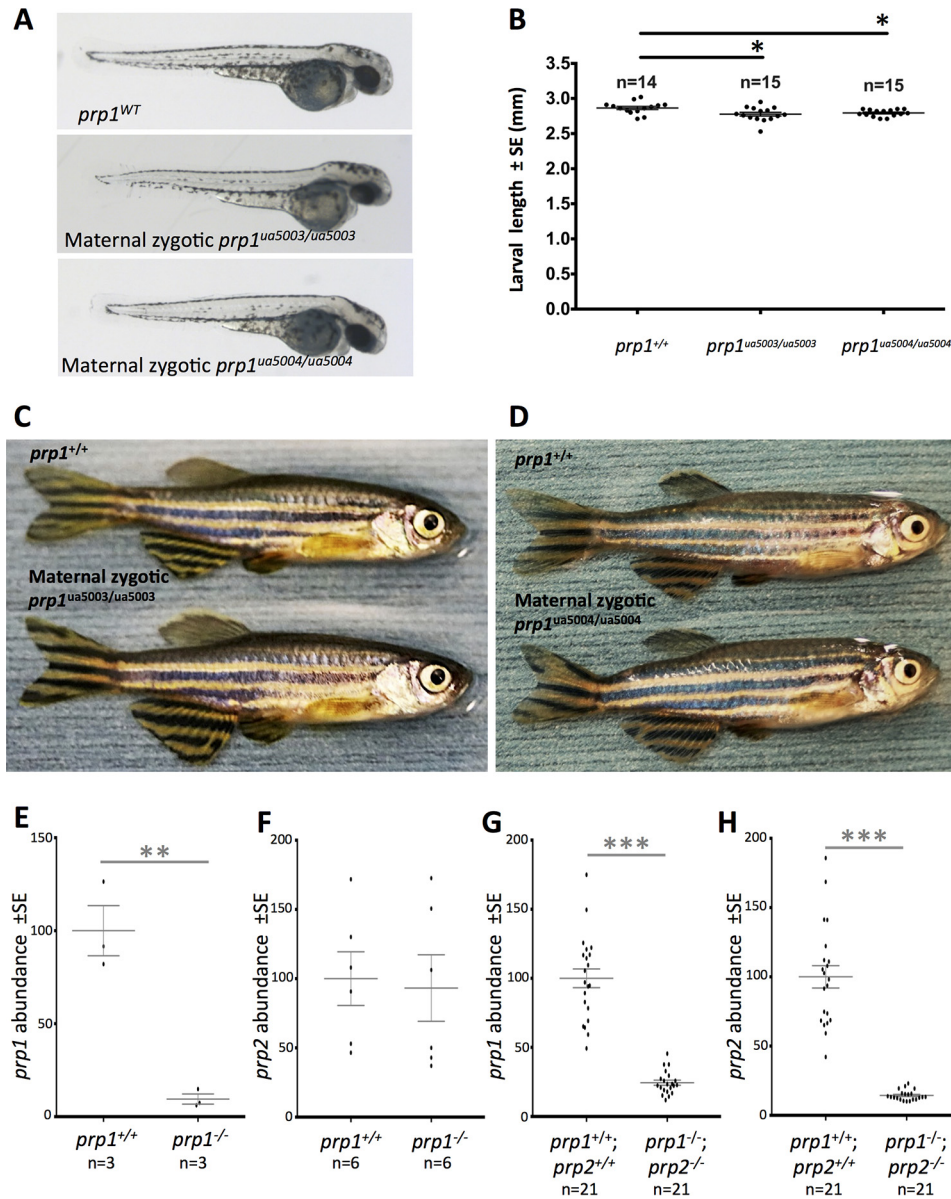 A
prp1WT
Maternal zygotic prp1ua5003/ua5003
Maternal zygotic prp1ua5004/ua5004
B
*
*
n=14
n=15
n=15
Larval length ± SE (mm)
3.5
3.0
2.5
2.0
1.5
1.0
0.5
0.0
prp1+/+
prp1ua5003/ua5003
prp1ua5004/ua5004
C
prp1+/+
Maternal zygotic
prp1ua5003/ua5003
D
prp1+/+
Maternal zygotic
prp1ua5004/ua5004
E
prp1 abundance ±SE
150
100
50
0
**
prp1+/+
n=3
prp1-/-
n=3
F
prp2 abundance ±SE
200
150
100
50
0
prp1+/+
n=6
prp1-/-
n=6
G
prp1 abundance ±SE
200
150
100
50
0
***
prp1+/+;
prp2+/+
n=21
prp1-/-;
prp2-/-
n=21
H
prp2 abundance ±SE
200
150
100
50
0
***
prp1+/+;
prp2+/+
n=21
prp1-/-;
prp2-/-
n=21